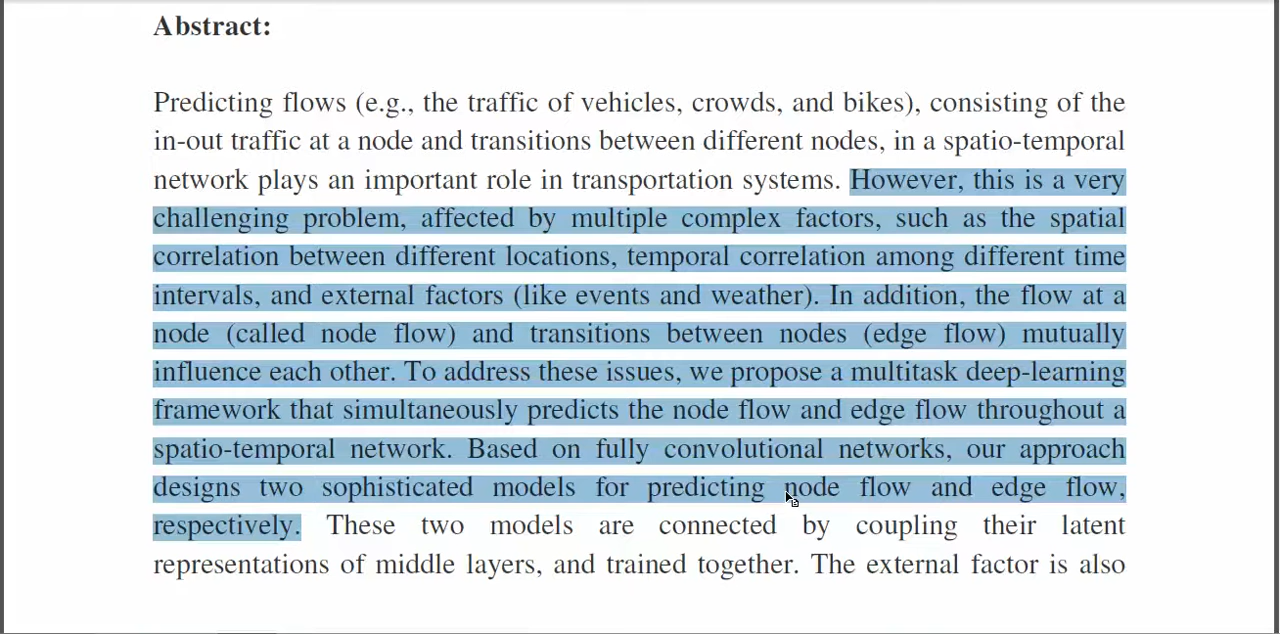 Abstract:
Predicting flows (e.g., the traffic of vehicles, crowds, and bikes), consisting of the
in-out traffic at a node and transitions between different nodes, in a spatio-temporal
network plays an important role in transportation systems. However, this is a very
challenging problem, affected by multiple complex factors, such as the spatial
correlation between different locations, temporal correlation among different time
intervals, and external factors (like events and weather). In addition, the flow at a
node (called node flow) and transitions between nodes (edge flow) mutually
influence each other. To address these issues, we propose a multitask deep-learning
framework that simultaneously predicts the node flow and edge flow throughout a
spatio-temporal network. Based on fully convolutional networks, our approach
designs two sophisticated models for predicting node flow and edge flow,
respectively. These two models are connected by coupling their latent
representations of middle layers, and trained together. The external factor is also